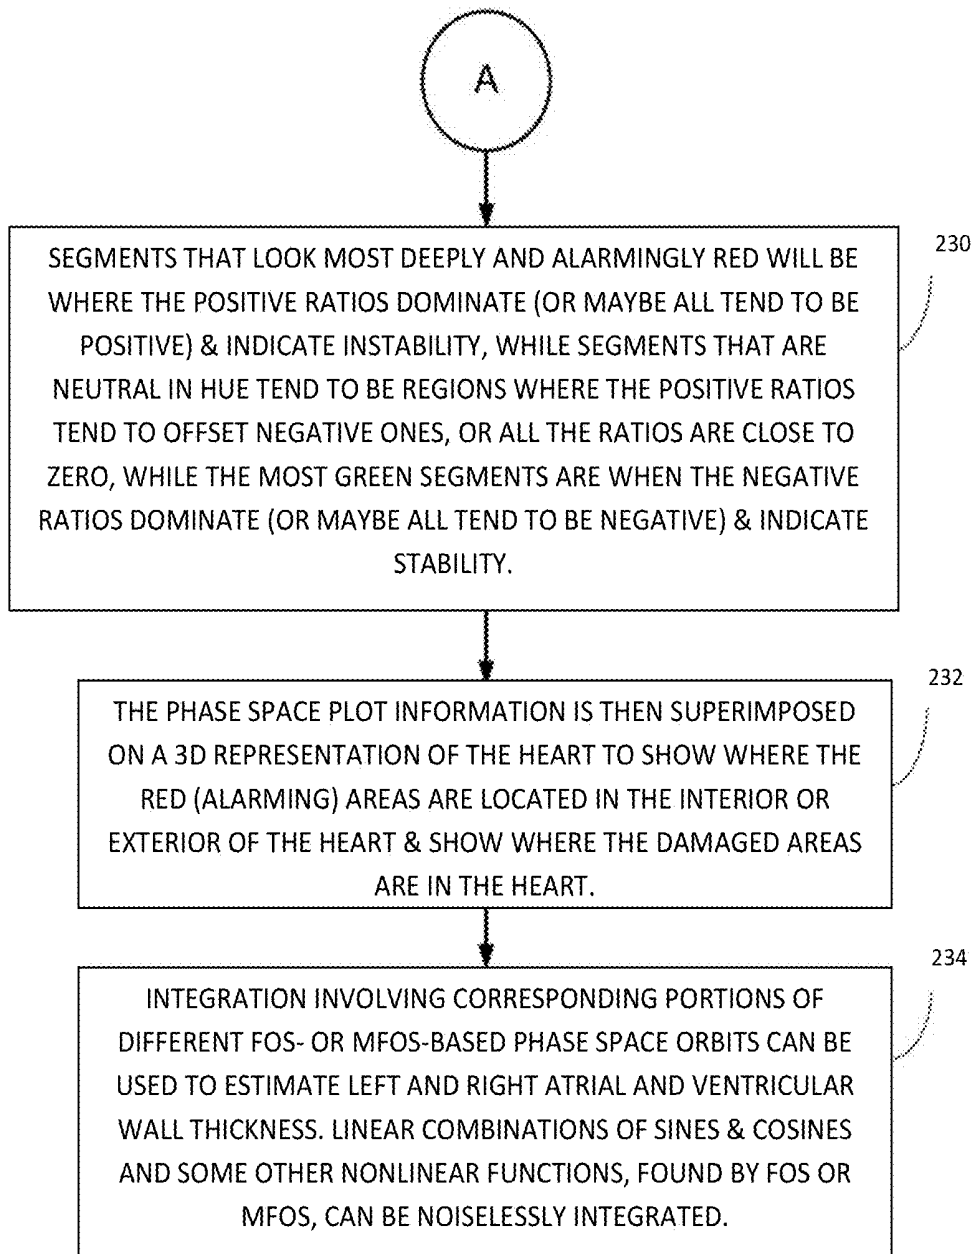 A
230
SEGMENTS THAT LOOK MOST DEEPLY AND ALARMINGLY RED WILL BE
WHERE THE POSITIVE RATIOS DOMINATE (OR MAYBE ALL TEND TO BE
POSITIVE) & INDICATE INSTABILITY, WHILE SEGMENTS THAT ARE
NEUTRAL IN HUE TEND TO BE REGIONS WHERE THE POSITIVE RATIOS
TEND TO OFFSET NEGATIVE ONES, OR ALL THE RATIOS ARE CLOSE TO
ZERO, WHILE THE MOST GREEN SEGMENTS ARE WHEN THE NEGATIVE
RATIOS DOMINATE (OR MAYBE ALL TEND TO BE NEGATIVE) & INDICATE
STABILITY.
232
THE PHASE SPACE PLOT INFORMATION IS THEN SUPERIMPOSED
ON A 3D REPRESENTATION OF THE HEART TO SHOW WHERE THE
RED (ALARMING) AREAS ARE LOCATED IN THE INTERIOR OR
EXTERIOR OF THE HEART & SHOW WHERE THE DAMAGED AREAS
ARE IN THE HEART.
234
INTEGRATION INVOLVING CORRESPONDING PORTIONS OF
DIFFERENT FOS- OR MFOS-BASED PHASE SPACE ORBITS CAN BE
USED TO ESTIMATE LEFT AND RIGHT ATRIAL AND VENTRICULAR
WALL THICKNESS. LINEAR COMBINATIONS OF SINES & COSINES
AND SOME OTHER NONLINEAR FUNCTIONS, FOUND BY FOS OR
MFOS, CAN BE NOISELESSLY INTEGRATED.